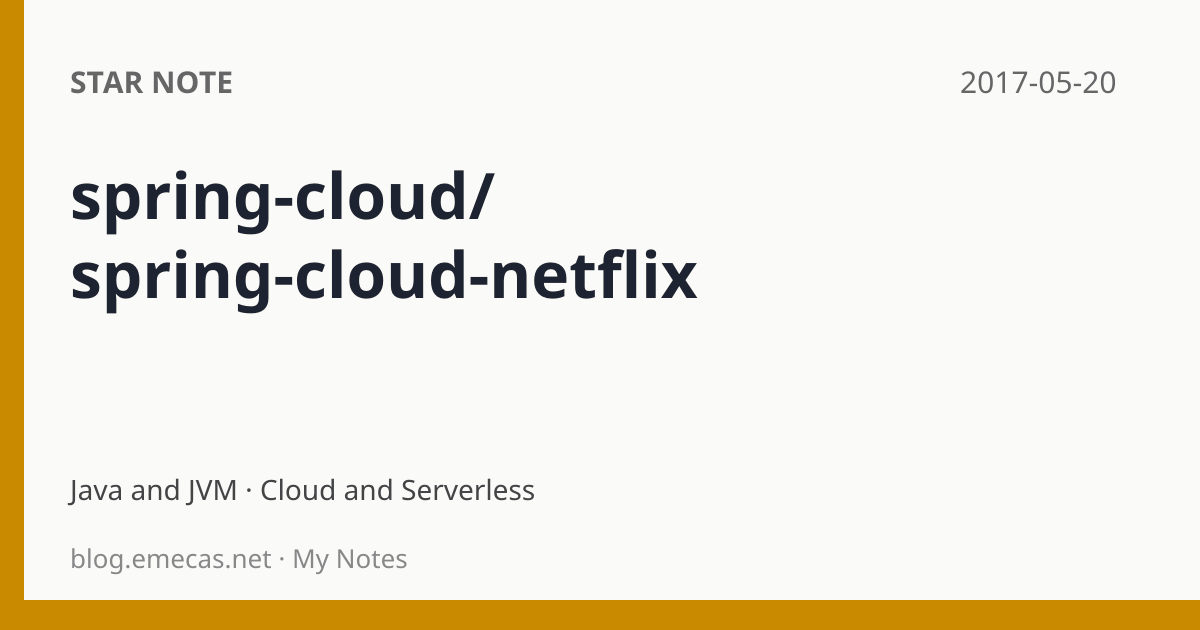 STAR NOTE
2017-05-20
spring-cloud/
spring-cloud-netflix
Java and JVM · Cloud and Serverless
blog.emecas.net · My Notes